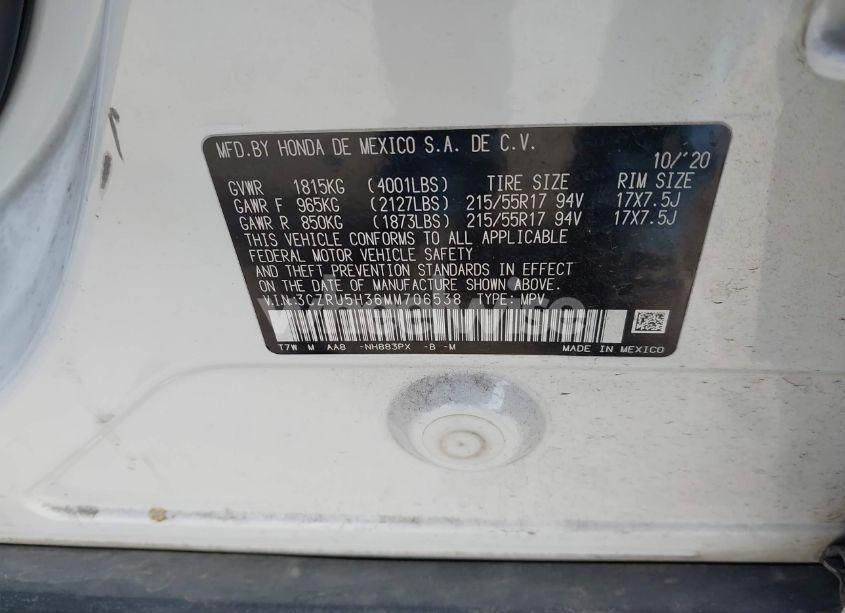 MFD.BY HONDA DE MEXICO S.A. DE C.V.
10/'20
GVWR 1815KG (4001LBS) TIRE SIZE RIM SIZE
GAWR F 965KG (2127LBS) 215/55R17 94V 17X7.5J
GAWR R 850KG (1873LBS) 215/55R17 94V 17X7.5J
THIS VEHICLE CONFORMS TO ALL APPLICABLE
FEDERAL MOTOR VEHICLE SAFETY
AND THEFT PREVENTION STANDARDS IN EFFECT
ON THE DATE OF MANUFACTURE SHOWN ABOVE.
V.I.N:3CZRU5H36MM706538 TYPE: MPV
T7W M AAB -NH883PX -B -M MADE IN MEXICO